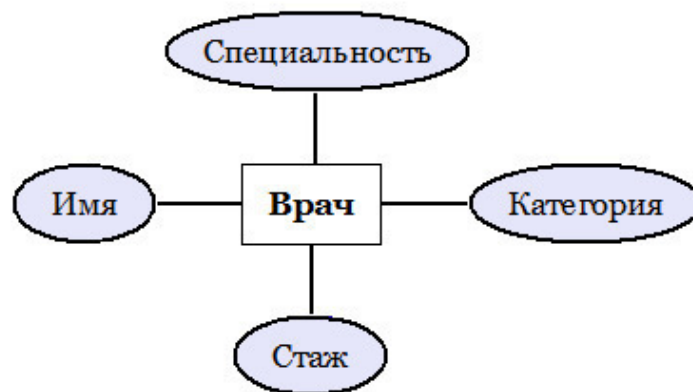 Специальность
Имя
Врач
Категория
Стаж